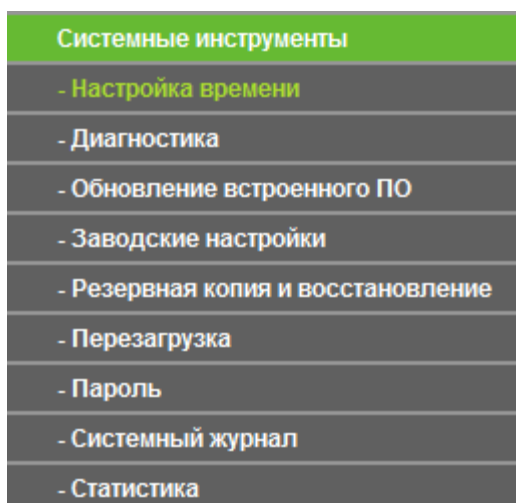 Системные инструменты
- Настройка времени
- Диагностика
- Обновление встроенного ПО
- Заводские настройки
- Резервная копия и восстановление
- Перезагрузка
- Пароль
- Системный журнал
- Статистика